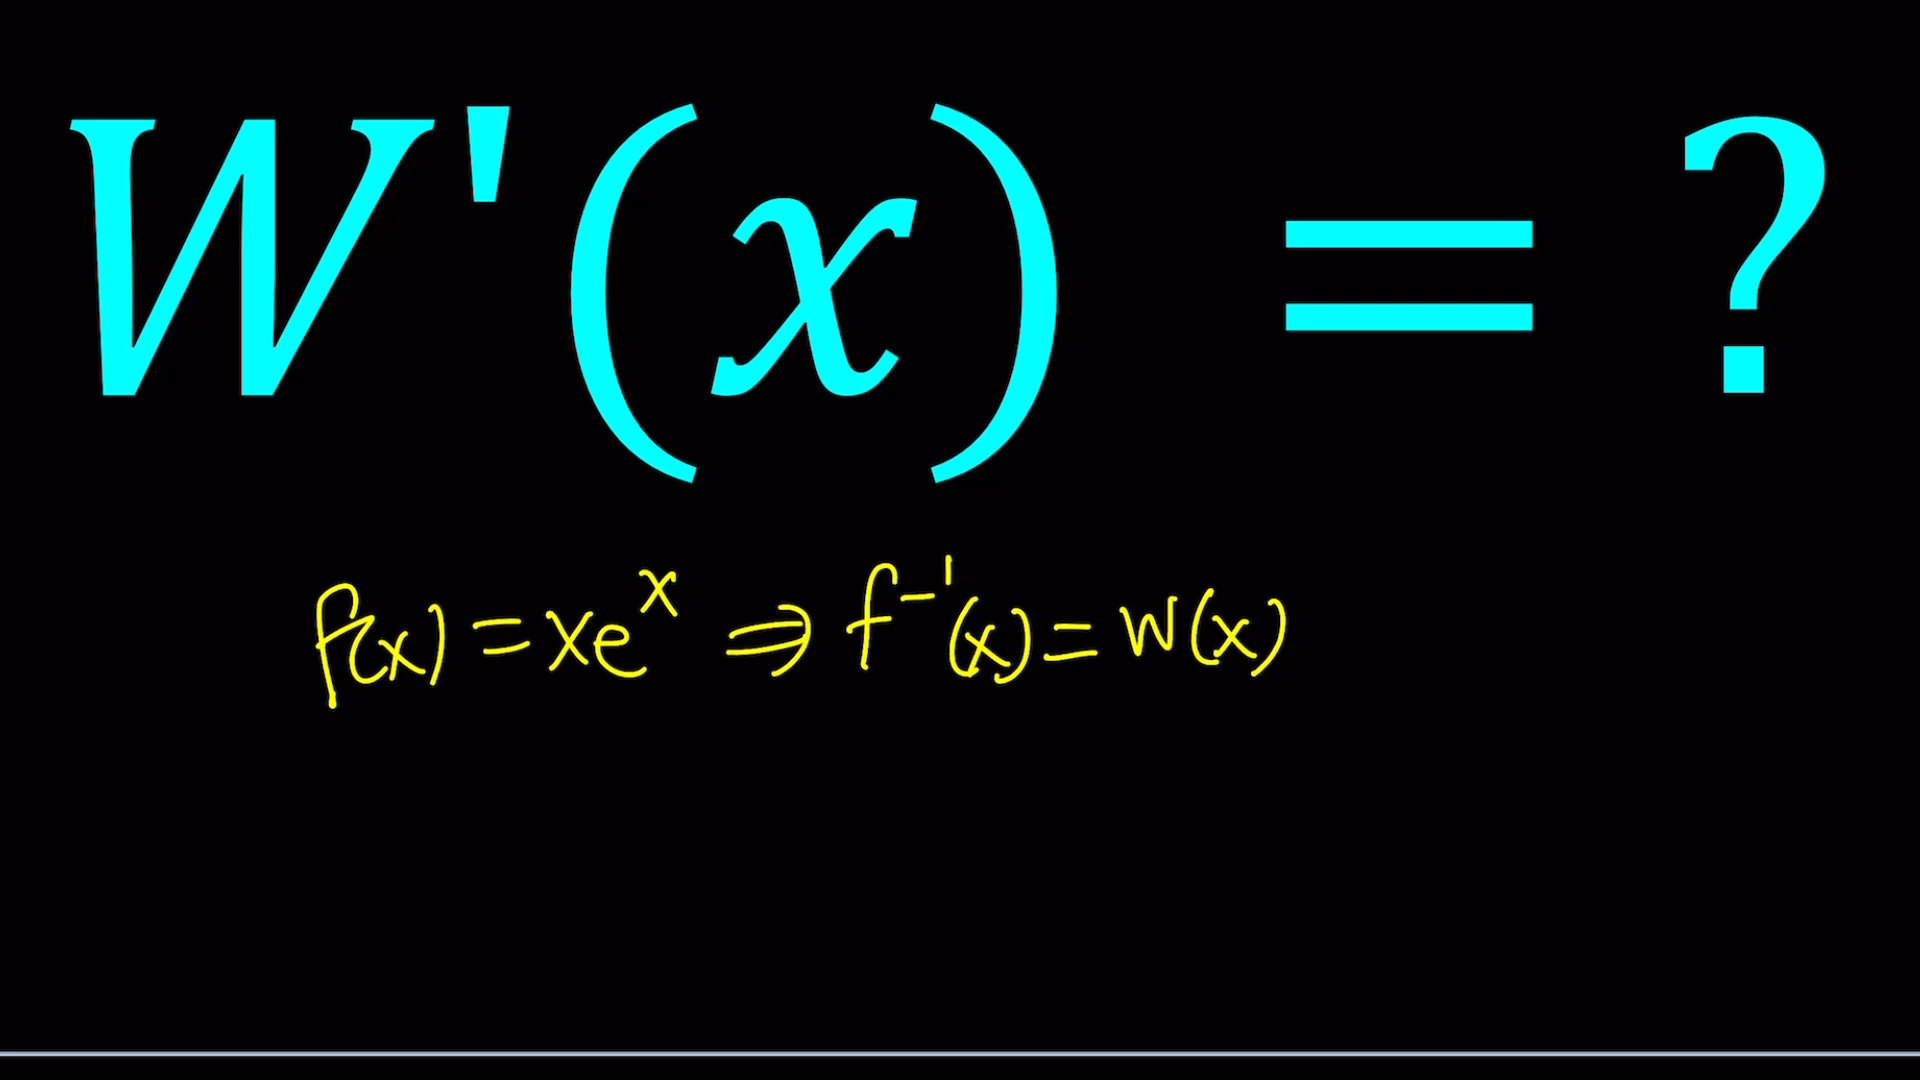 W'(x) = ?
f(x) = xe^x ⇒ f^-1(x) = W(x)